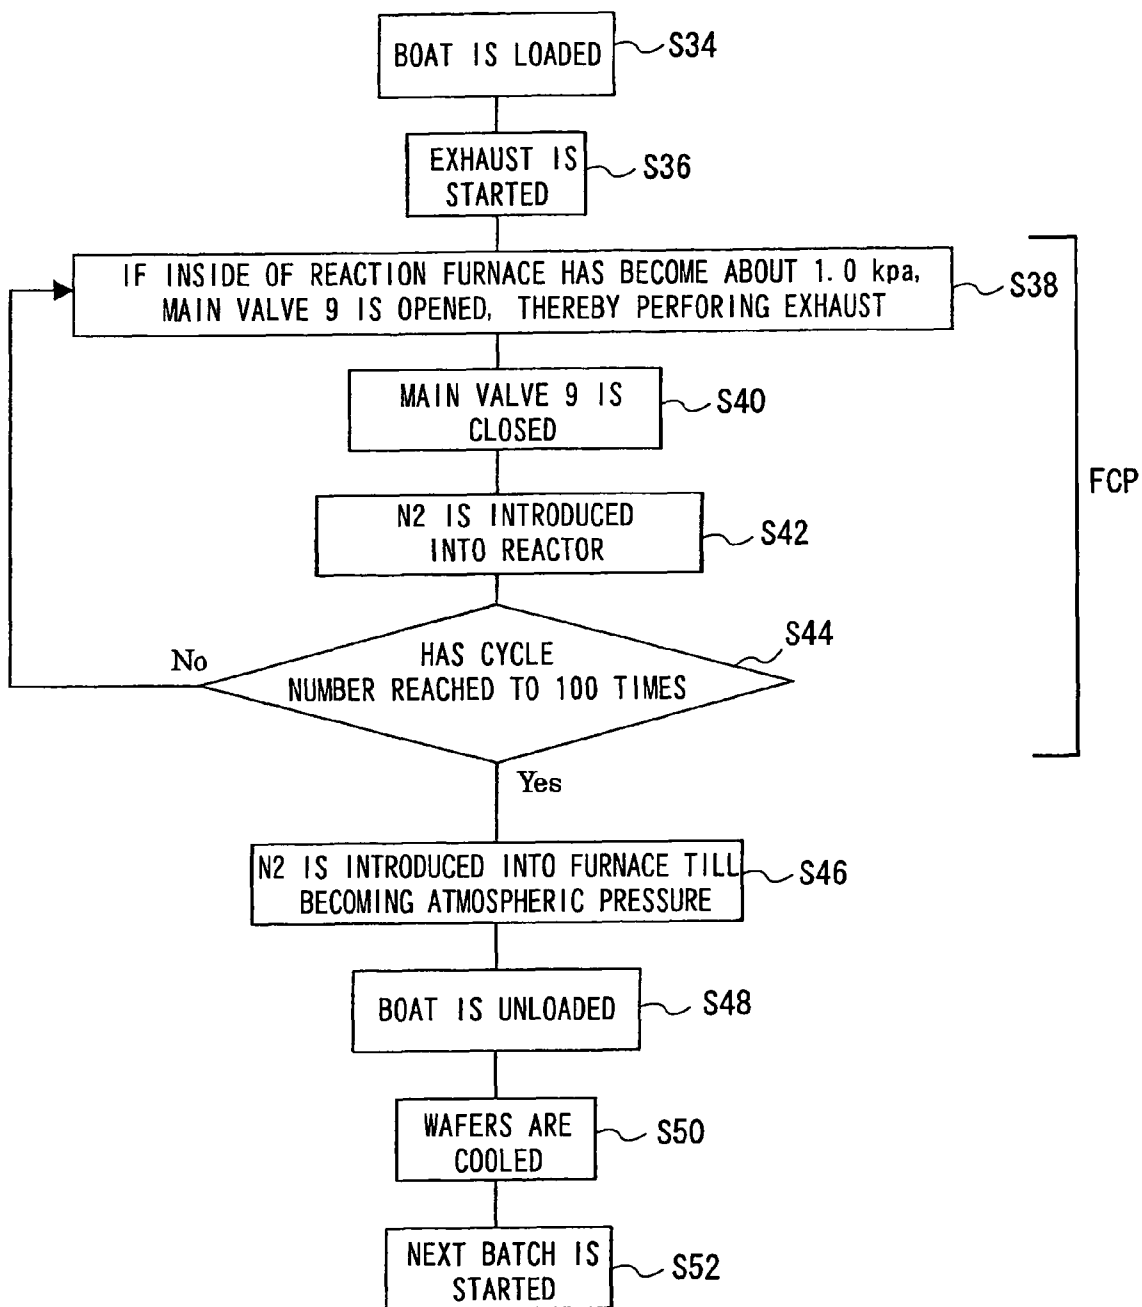 BOAT IS LOADED
S34
EXHAUST IS
STARTED
S36
IF INSIDE OF REACTION FURNACE HAS BECOME ABOUT 1.0 kpa,
MAIN VALVE 9 IS OPENED, THEREBY PERFORING EXHAUST
S38
MAIN VALVE 9 IS
CLOSED
S40
FCP
N2 IS INTRODUCED
INTO REACTOR
S42
HAS CYCLE
NUMBER REACHED TO 100 TIMES
S44
No
Yes
N2 IS INTRODUCED INTO FURNACE TILL
BECOMING ATMOSPHERIC PRESSURE
S46
BOAT IS UNLOADED
S48
WAFERS ARE
COOLED
S50
NEXT BATCH IS
STARTED
S52